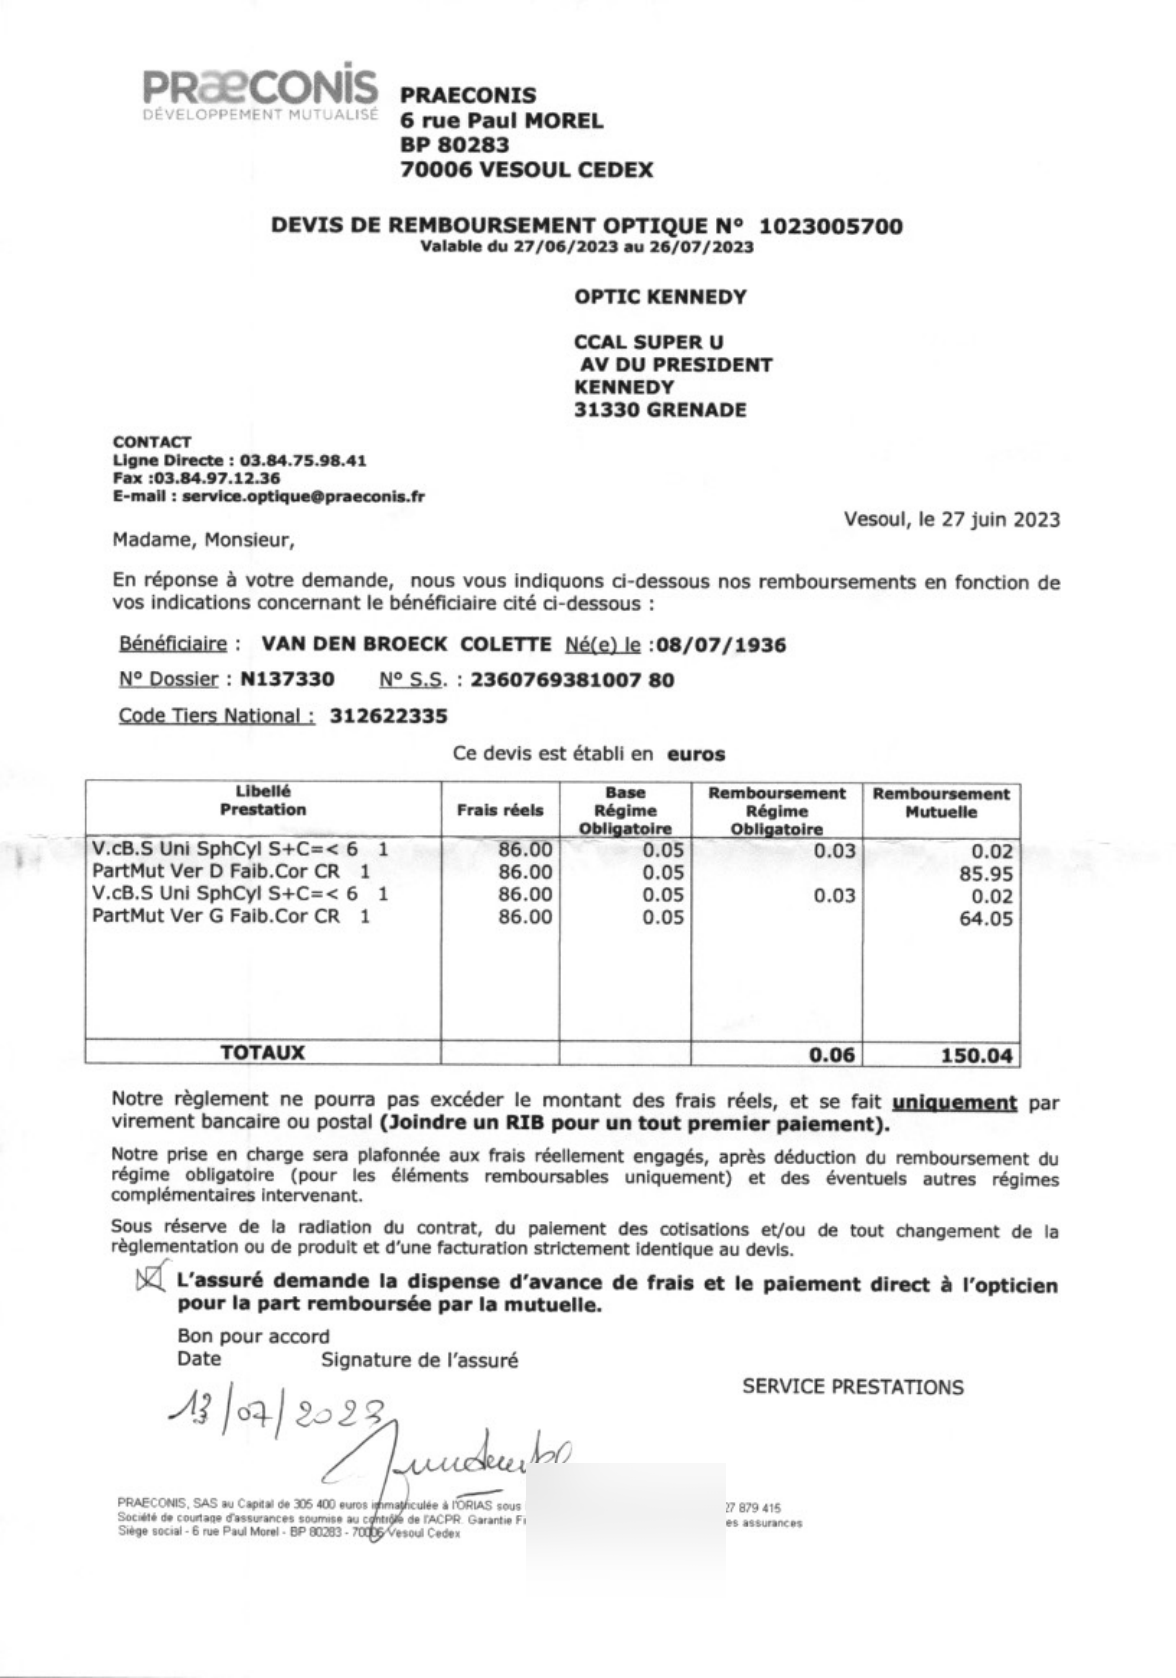 PRÆCONIS
DÉVELOPPEMENT MUTUALISÉ
PRAECONIS
6 rue Paul MOREL
BP 80283
70006 VESOUL CEDEX
DEVIS DE REMBOURSEMENT OPTIQUE N° 1023005700
Valable du 27/06/2023 au 26/07/2023
OPTIC KENNEDY
CCAL SUPER U
AV DU PRESIDENT
KENNEDY
31330 GRENADE
CONTACT
Ligne Directe : 03.84.75.98.41
Fax :03.84.97.12.36
E-mail : service.optique@praeconis.fr
Vesoul, le 27 juin 2023
Madame, Monsieur,
En réponse à votre demande, nous vous indiquons ci-dessous nos remboursements en fonction de
vos indications concernant le bénéficiaire cité ci-dessous :
Bénéficiaire : VAN DEN BROECK COLETTE Né(e) le :08/07/1936
N° Dossier : N137330 N° S.S. : 2360769381007 80
Code Tiers National : 312622335
Ce devis est établi en euros
Libellé Prestation Frais réels Base Régime Obligatoire Remboursement Régime Obligatoire Remboursement Mutuelle
V.cB.S Uni SphCyl S+C=< 6 1 86.00 0.05 0.03 0.02
PartMut Ver D Faib.Cor CR 1 86.00 0.05 85.95
V.cB.S Uni SphCyl S+C=< 6 1 86.00 0.05 0.03 0.02
PartMut Ver G Faib.Cor CR 1 86.00 0.05 64.05
TOTAUX 0.06 150.04
Notre règlement ne pourra pas excéder le montant des frais réels, et se fait uniquement par
virement bancaire ou postal (Joindre un RIB pour un tout premier paiement).
Notre prise en charge sera plafonnée aux frais réellement engagés, après déduction du remboursement du
régime obligatoire (pour les éléments remboursables uniquement) et des éventuels autres régimes
complémentaires intervenant.
Sous réserve de la radiation du contrat, du paiement des cotisations et/ou de tout changement de la
règlementation ou de produit et d'une facturation strictement identique au devis.
L'assuré demande la dispense d'avance de frais et le paiement direct à l'opticien
pour la part remboursée par la mutuelle.
Bon pour accord
Date Signature de l'assuré
SERVICE PRESTATIONS
13/07/2023
PRAECONIS, SAS au Capital de 305 400 euros immatriculée à l'ORIAS sous 27 879 415
Société de courtage d'assurances soumise au contrôle de l'ACPR. Garantie es assurances
Siège social - 6 rue Paul Morel - BP 80283 - 70006 Vesoul Cedex